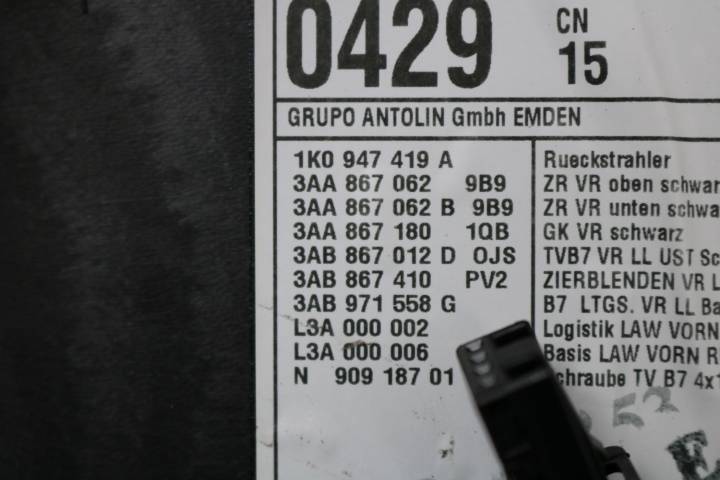 0429 CN
15
GRUPO ANTOLIN Gmbh EMDEN
1K0 947 419 A Rueckstrahler
3AA 867 062 9B9 ZR VR oben schwar
3AA 867 062 B 9B9 ZR VR unten schwa
3AA 867 180 1QB GK VR schwarz
3AB 867 012 D OJS TVB7 VR LL UST Sc
3AB 867 410 PV2 ZIERBLENDEN VR L
3AB 971 558 G B7 LTGS. VR LL Ba
L3A 000 002 Logistik LAW VORN
L3A 000 006 Basis LAW VORN R
N 909 187 01 chraube TV B7 4x1
53